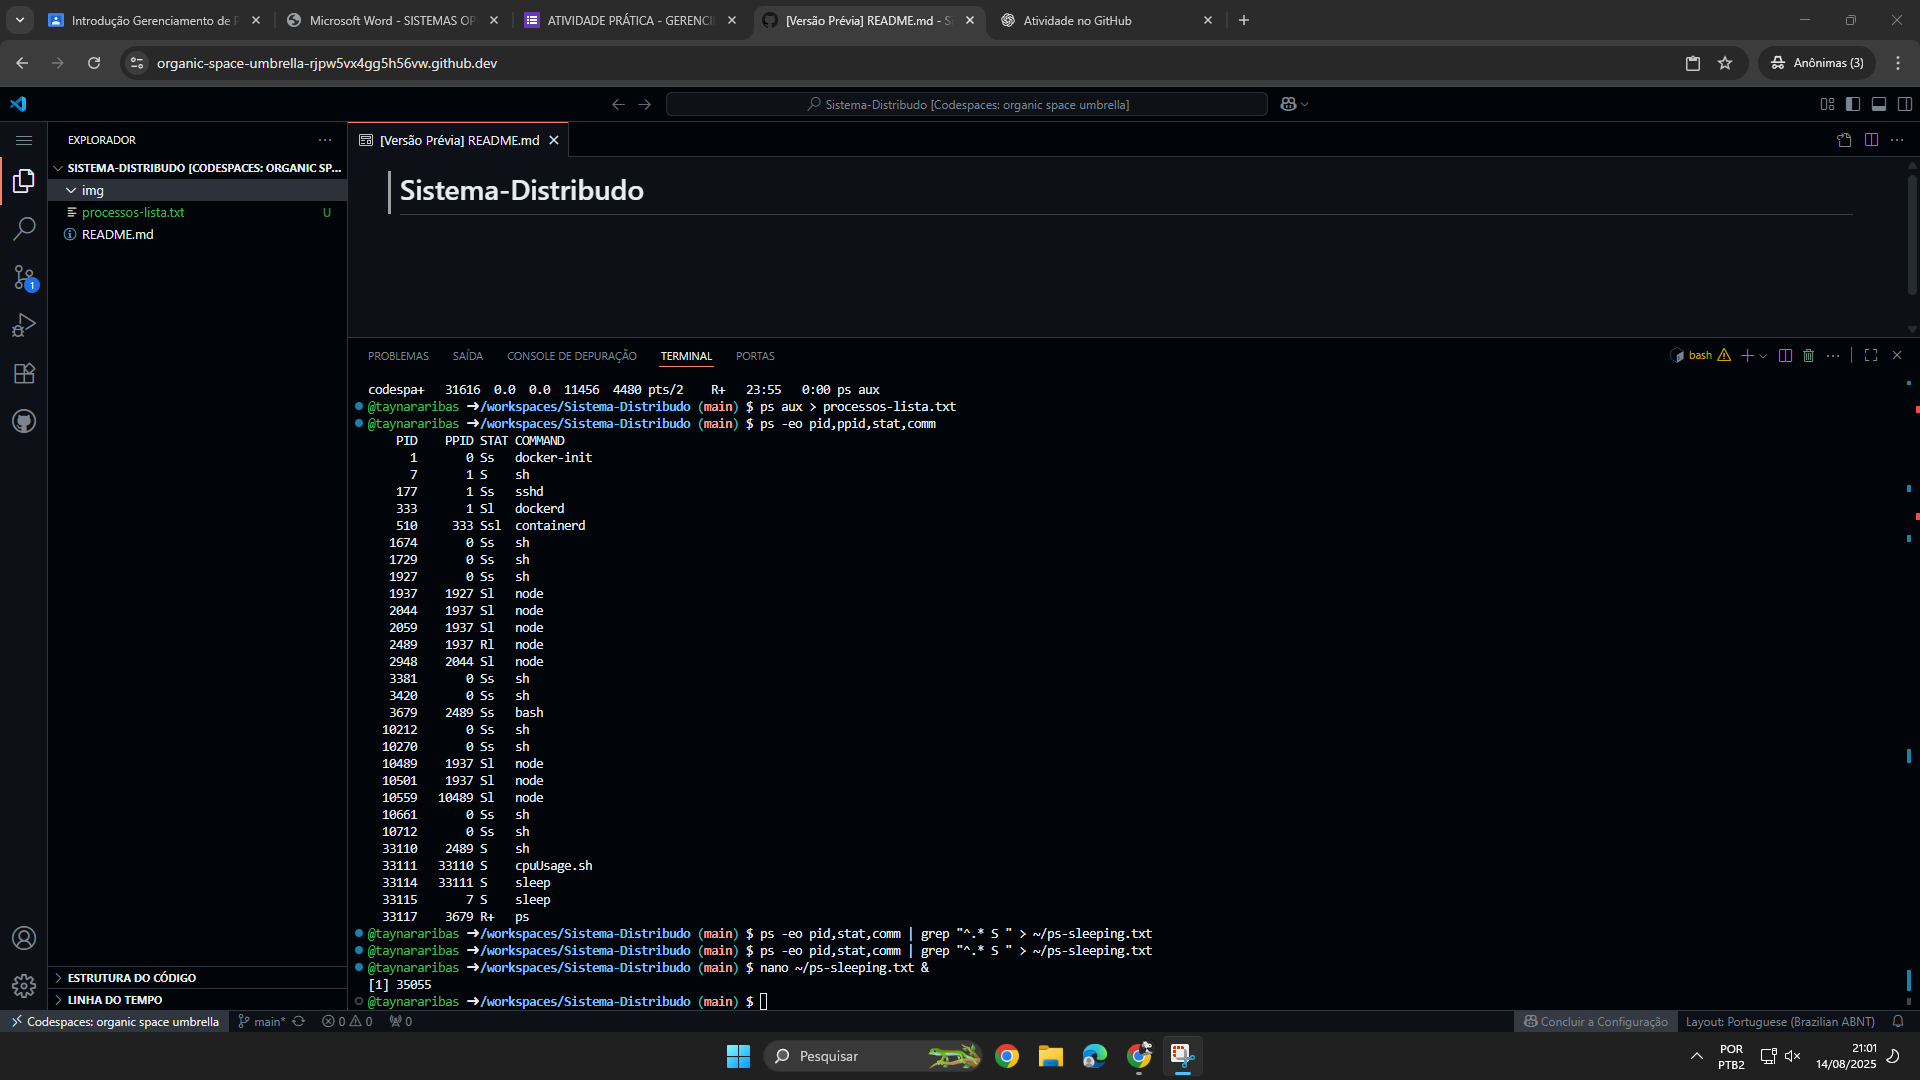 Introdução Gerenciamento de P
Microsoft Word - SISTEMAS OP
ATIVIDADE PRÁTICA - GERENCI
[Versão Prévia] README.md - S
Atividade no GitHub
organic-space-umbrella-rjpw5vx4gg5h56vw.github.dev
Anônimas (3)
Sistema-Distribudo [Codespaces: organic space umbrella]
EXPLORADOR
SISTEMA-DISTRIBUDO [CODESPACES: ORGANIC SP...
img
processos-lista.txt U
README.md
1
ESTRUTURA DO CÓDIGO
LINHA DO TEMPO
[Versão Prévia] README.md
Sistema-Distribudo
PROBLEMAS SAÍDA CONSOLE DE DEPURAÇÃO TERMINAL PORTAS
bash
codespa+ 31616 0.0 0.0 11456 4480 pts/2 R+ 23:55 0:00 ps aux
@taynararibas ➜/workspaces/Sistema-Distribudo (main) $ ps aux > processos-lista.txt
@taynararibas ➜/workspaces/Sistema-Distribudo (main) $ ps -eo pid,ppid,stat,comm
PID PPID STAT COMMAND
1 0 Ss docker-init
7 1 S sh
177 1 Ss sshd
333 1 Sl dockerd
510 333 Ssl containerd
1674 0 Ss sh
1729 0 Ss sh
1927 0 Ss sh
1937 1927 Sl node
2044 1937 Sl node
2059 1937 Sl node
2489 1937 Rl node
2948 2044 Sl node
3381 0 Ss sh
3420 0 Ss sh
3679 2489 Ss bash
10212 0 Ss sh
10270 0 Ss sh
10489 1937 Sl node
10501 1937 Sl node
10559 10489 Sl node
10661 0 Ss sh
10712 0 Ss sh
33110 2489 S sh
33111 33110 S cpuUsage.sh
33114 33111 S sleep
33115 7 S sleep
33117 3679 R+ ps
@taynararibas ➜/workspaces/Sistema-Distribudo (main) $ ps -eo pid,stat,comm | grep "^.* S " > ~/ps-sleeping.txt
@taynararibas ➜/workspaces/Sistema-Distribudo (main) $ ps -eo pid,stat,comm | grep "^.* S " > ~/ps-sleeping.txt
@taynararibas ➜/workspaces/Sistema-Distribudo (main) $ nano ~/ps-sleeping.txt &
[1] 35055
@taynararibas ➜/workspaces/Sistema-Distribudo (main) $
Codespaces: organic space umbrella
main*
0 0
0
Concluir a Configuração
Layout: Portuguese (Brazilian ABNT)
Pesquisar
POR
PTB2
21:01
14/08/2025